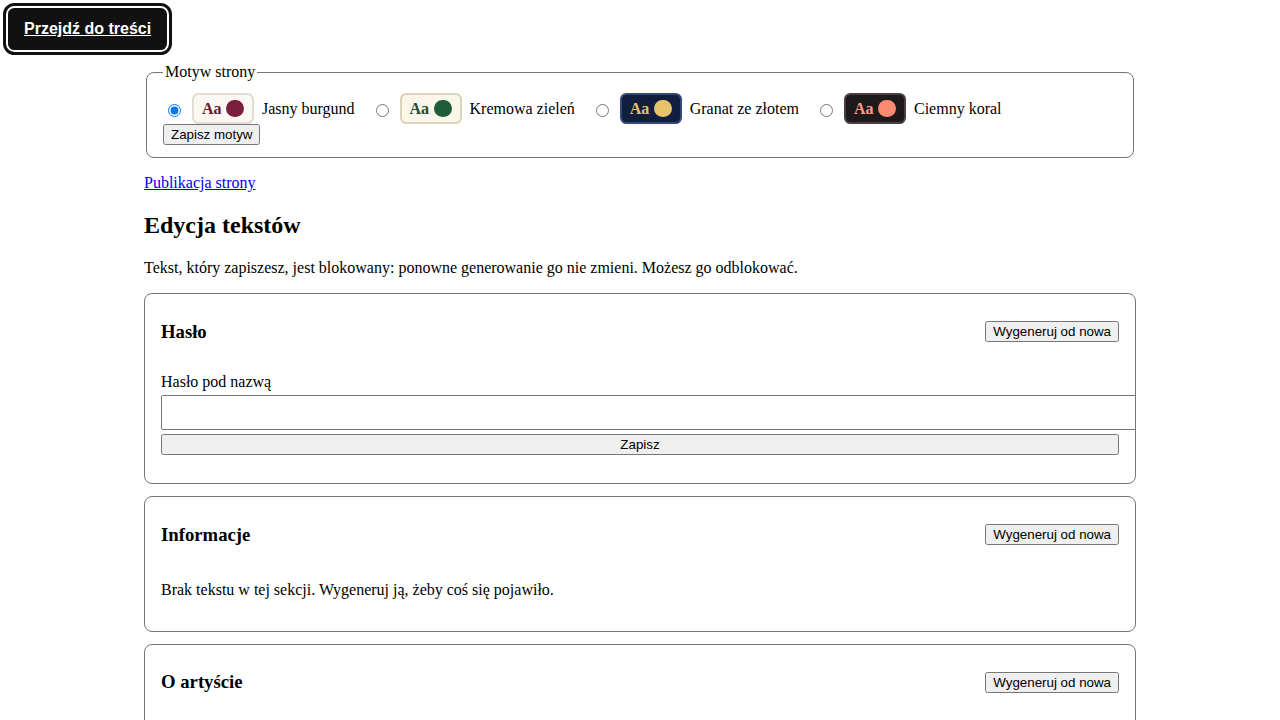 Przejdź do treści
Motyw strony
Aa Jasny burgund Aa Kremowa zieleń Aa Granat ze złotem Aa Ciemny koral
Zapisz motyw
Publikacja strony
Edycja tekstów
Tekst, który zapiszesz, jest blokowany: ponowne generowanie go nie zmieni. Możesz go odblokować.
Hasło Wygeneruj od nowa
Hasło pod nazwą
Zapisz
Informacje Wygeneruj od nowa
Brak tekstu w tej sekcji. Wygeneruj ją, żeby coś się pojawiło.
O artyście Wygeneruj od nowa